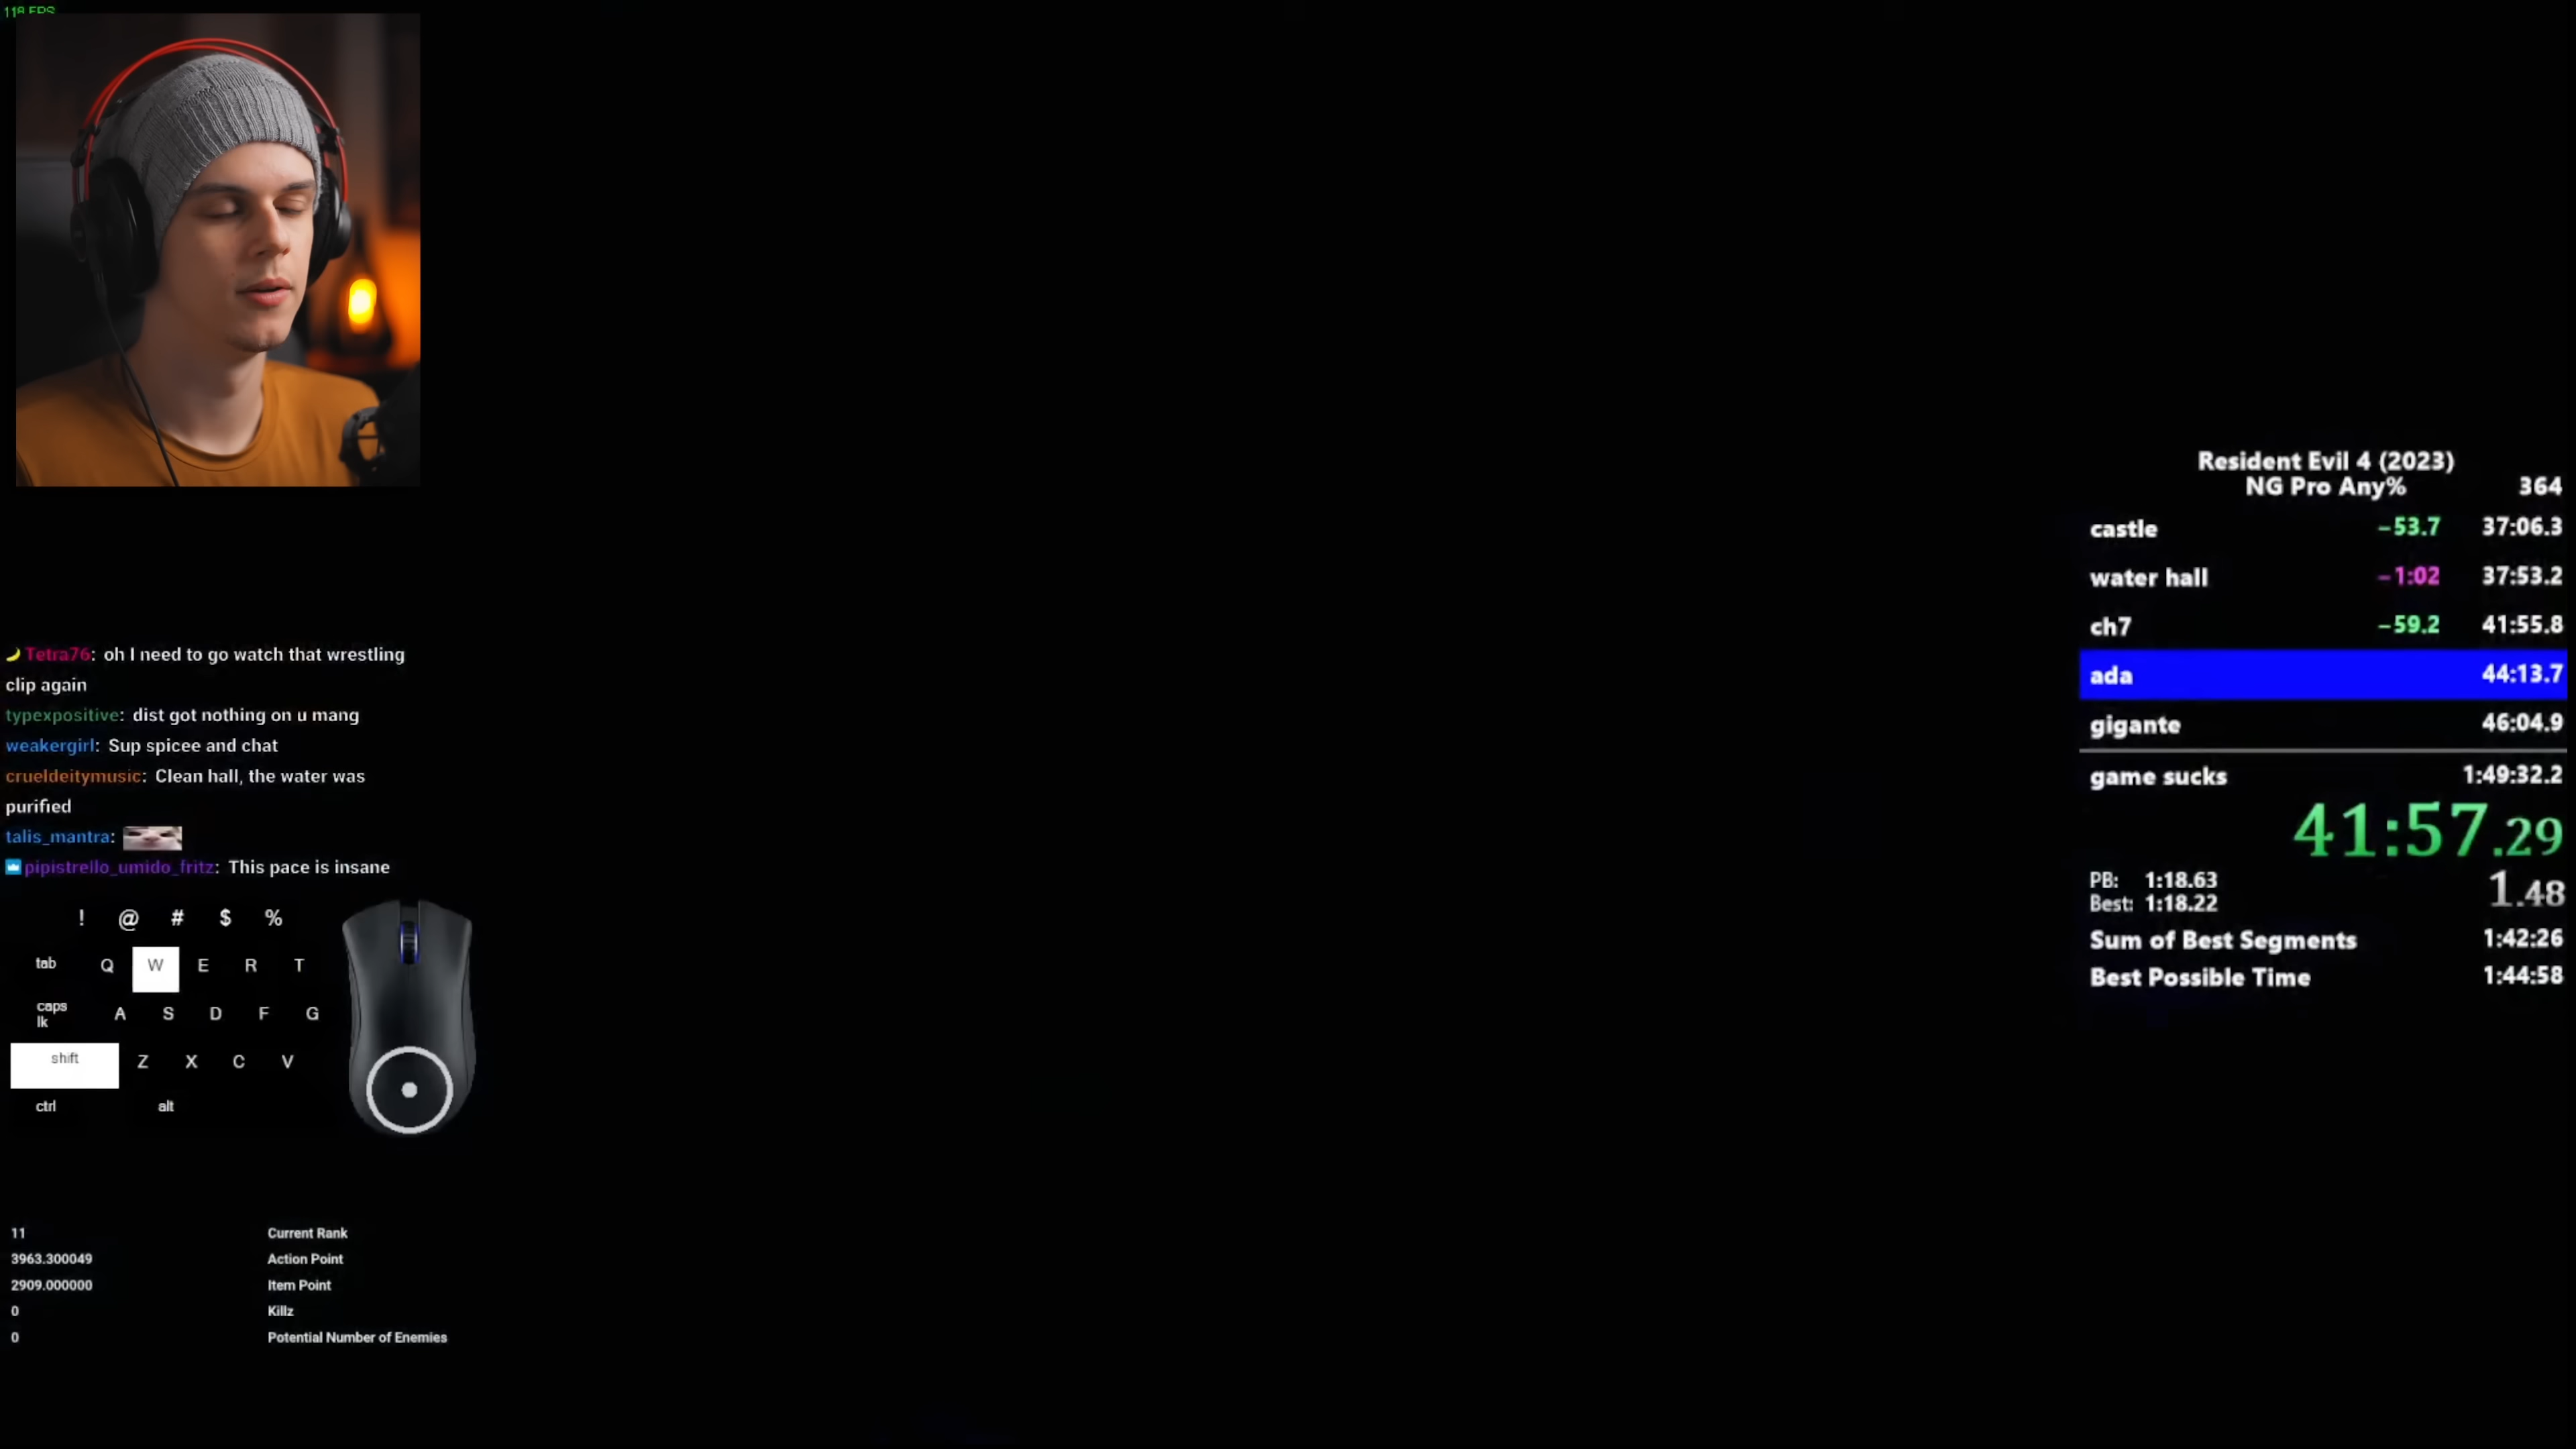 118 FPS
Tetra76: oh I need to go watch that wrestling
clip again
typexpositive: dist got nothing on u mang
weakergirl: Sup spicee and chat
crueldeitymusic: Clean hall, the water was
purified
talis_mantra:
pipistrello_umido_fritz: This pace is insane
! @ # $ %
tab Q W E R T
caps
lk A S D F G
shift Z X C V
ctrl alt
11 Current Rank
3963.300049 Action Point
2909.000000 Item Point
0 Killz
0 Potential Number of Enemies
Resident Evil 4 (2023)
NG Pro Any% 364
castle -53.7 37:06.3
water hall -1:02 37:53.2
ch7 -59.2 41:55.8
ada 44:13.7
gigante 46:04.9
game sucks 1:49:32.2
41:57.29
PB: 1:18.63 1.48
Best: 1:18.22
Sum of Best Segments 1:42:26
Best Possible Time 1:44:58